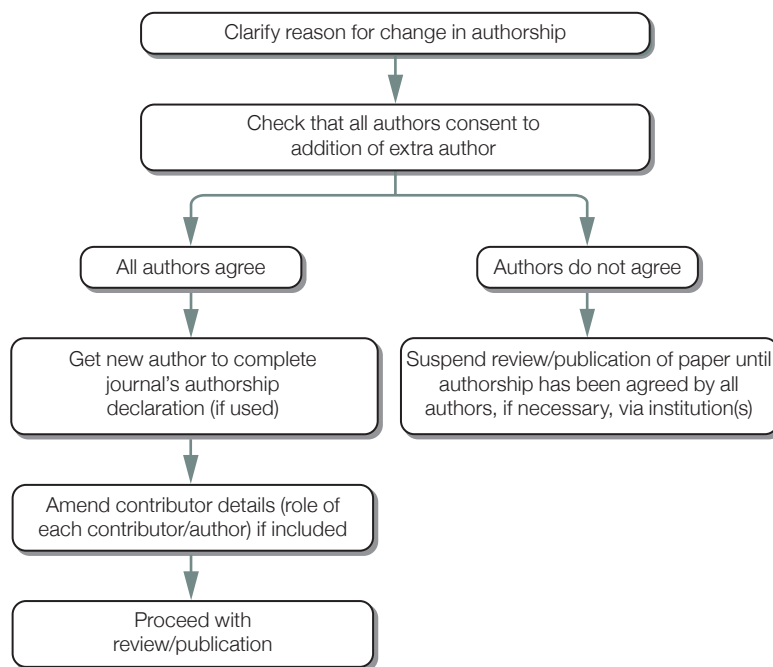 Clarify reason for change in authorship
Check that all authors consent to
addition of extra author
All authors agree
Authors do not agree
Get new author to complete
journal's authorship
declaration (if used)
Suspend review/publication of paper until
authorship has been agreed by all
authors, if necessary, via institution(s)
Amend contributor details (role of
each contributor/author) if included
Proceed with
review/publication